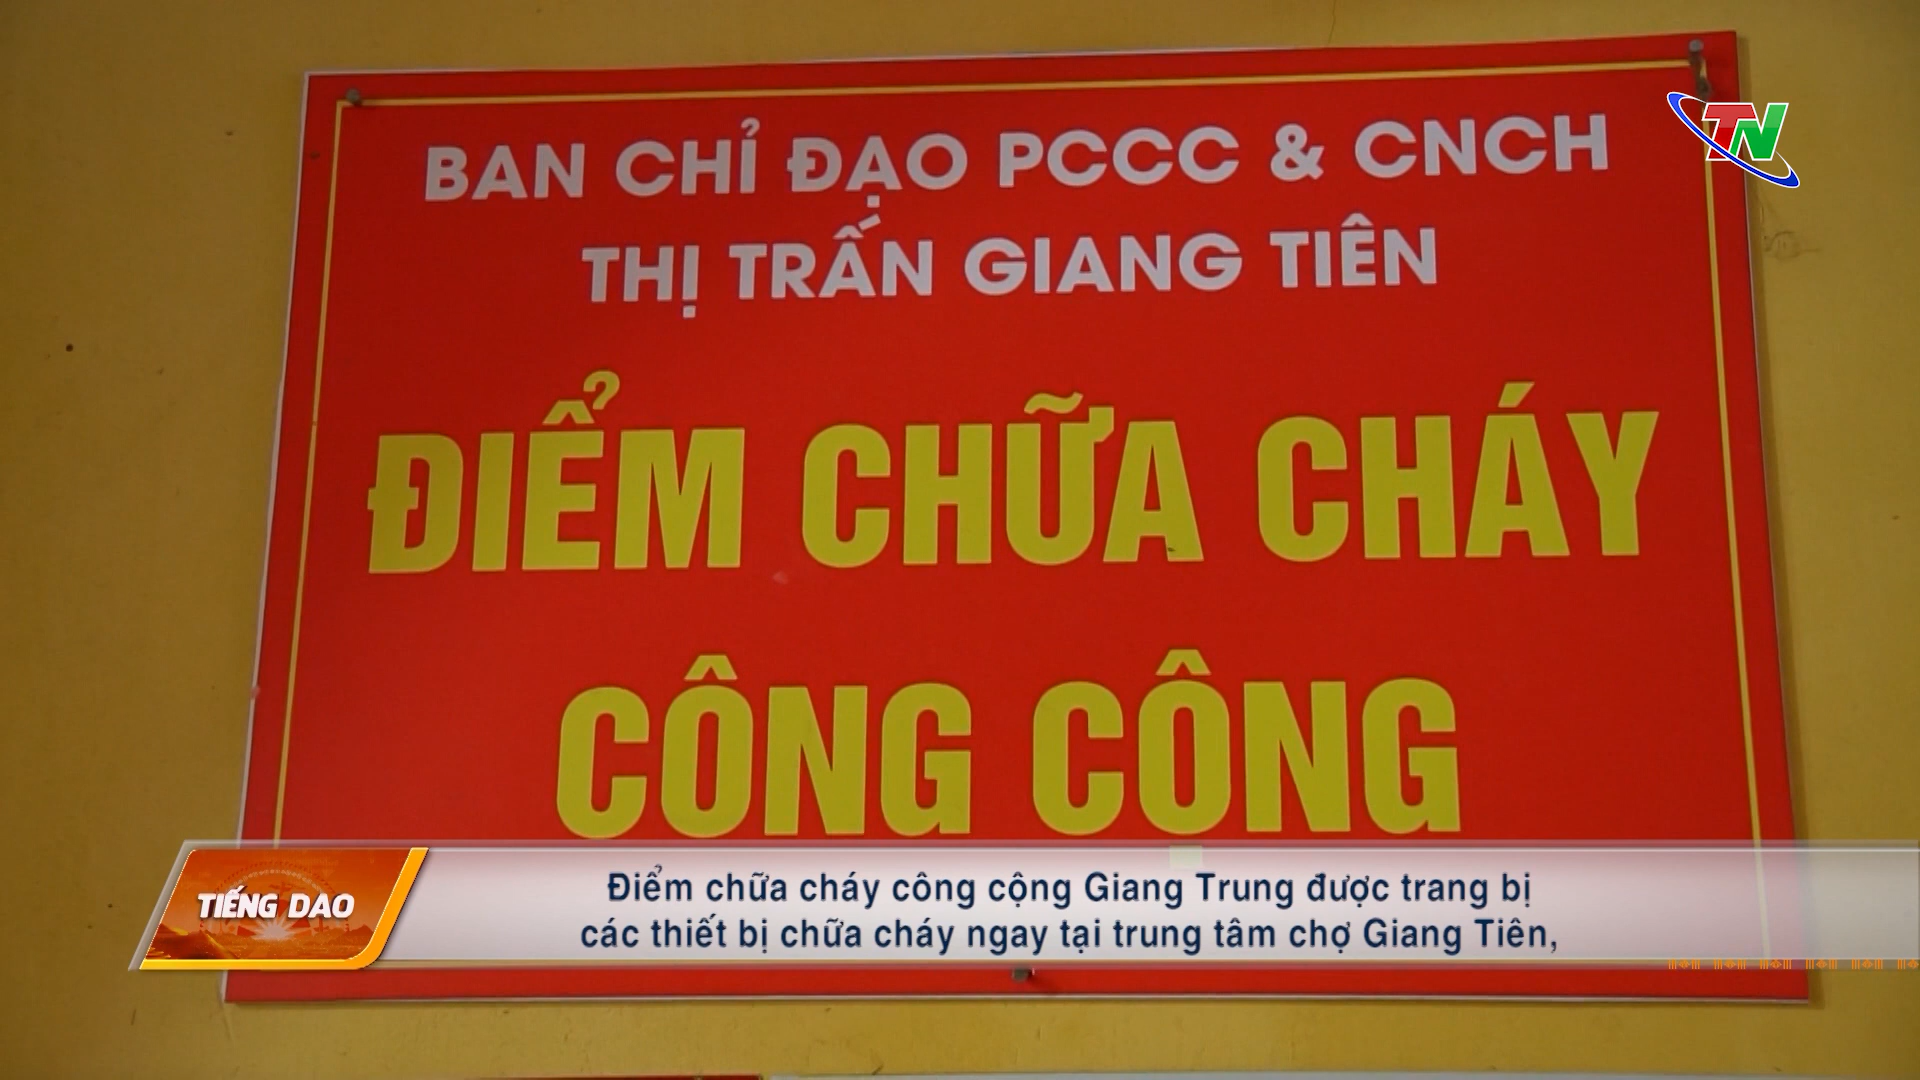 BAN CHỈ ĐẠO PCCC & CNCH
THỊ TRẤN GIANG TIÊN
ĐIỂM CHỮA CHÁY
CÔNG CỘNG
TN
TIẾNG DAO
Điểm chữa cháy công cộng Giang Trung được trang bị
các thiết bị chữa cháy ngay tại trung tâm chợ Giang Tiên,